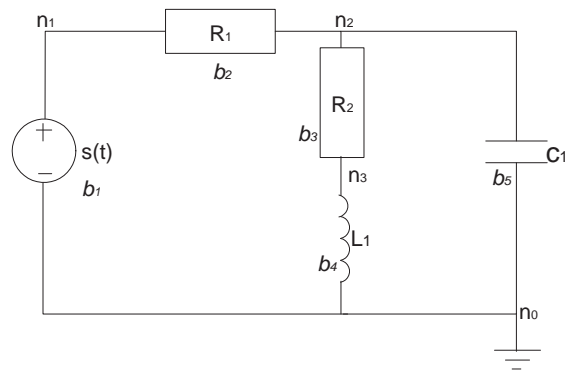 n₁
R₁
n₂
b₂
R₂
b₃
+
s(t)
–
b₁
n₃
C₁
b₅
L₁
b₄
n₀